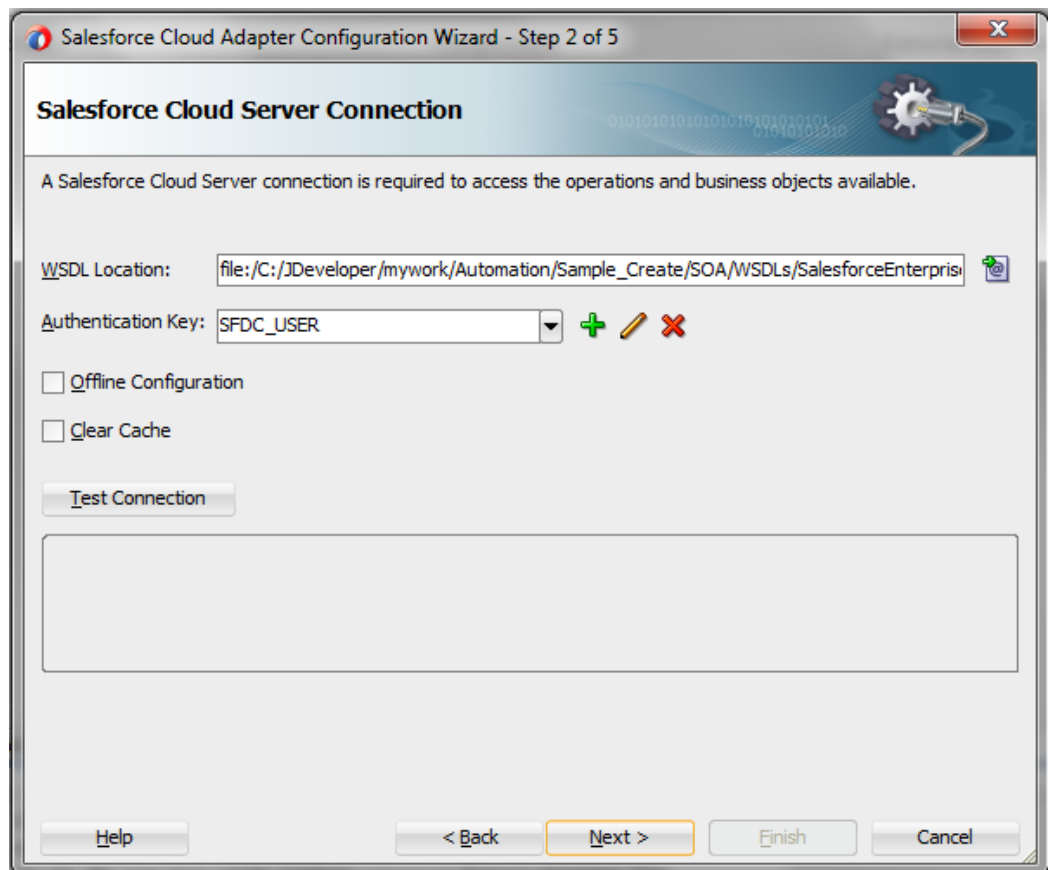 Salesforce Cloud Adapter Configuration Wizard - Step 2 of 5
Salesforce Cloud Server Connection
0101010101010101010101010101
01010101010
A Salesforce Cloud Server connection is required to access the operations and business objects available.
WSDL Location: file:/C:/JDeveloper/mywork/Automation/Sample_Create/SOA/WSDLs/SalesforceEnterpris
Authentication Key: SFDC_USER
Offline Configuration
Clear Cache
Test Connection
Help < Back Next > Finish Cancel